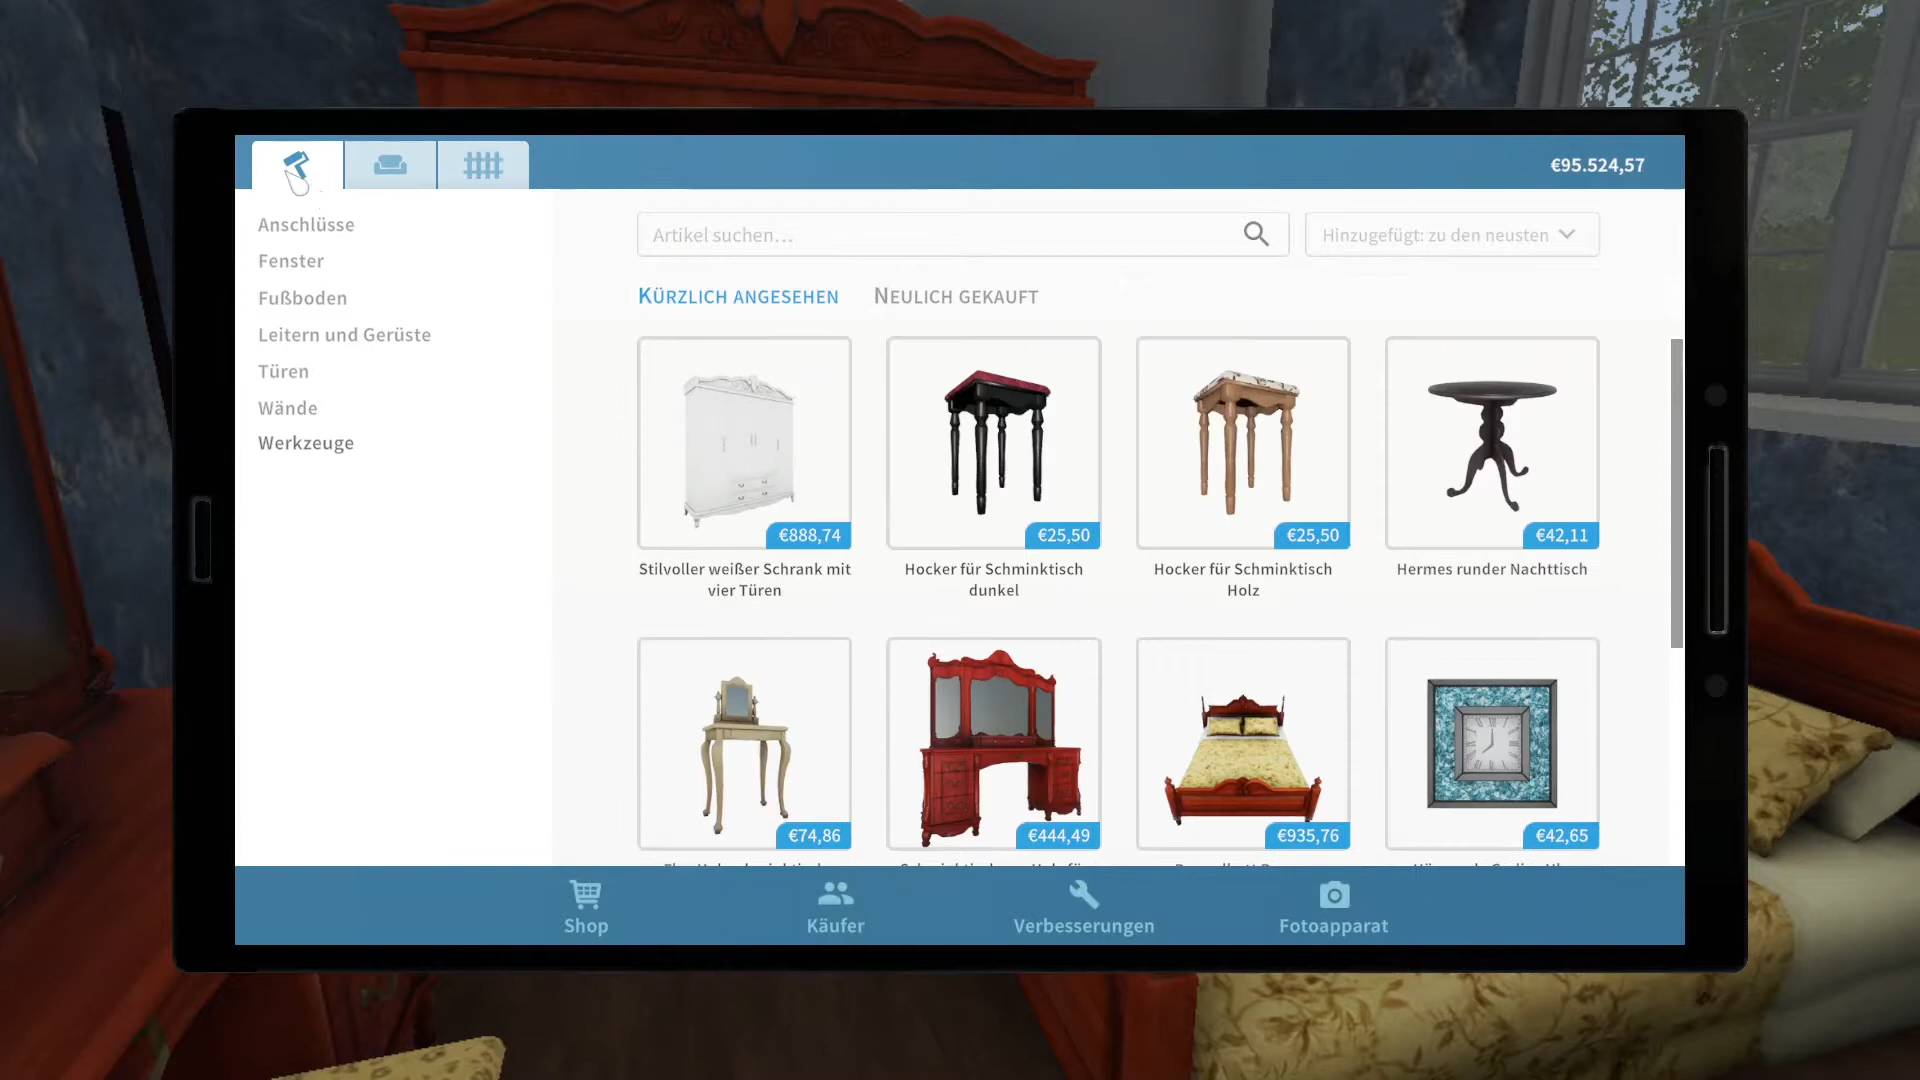 €95.524,57
Anschlüsse
Fenster
Fußboden
Leitern und Gerüste
Türen
Wände
Werkzeuge
Artikel suchen...
Hinzugefügt: zu den neusten
KÜRZLICH ANGESEHEN
NEULICH GEKAUFT
€888,74
€25,50
€25,50
€42,11
Stilvoller weißer Schrank mit
vier Türen
Hocker für Schminktisch
dunkel
Hocker für Schminktisch
Holz
Hermes runder Nachttisch
€74,86
€444,49
€935,76
€42,65
Shop
Käufer
Verbesserungen
Fotoapparat